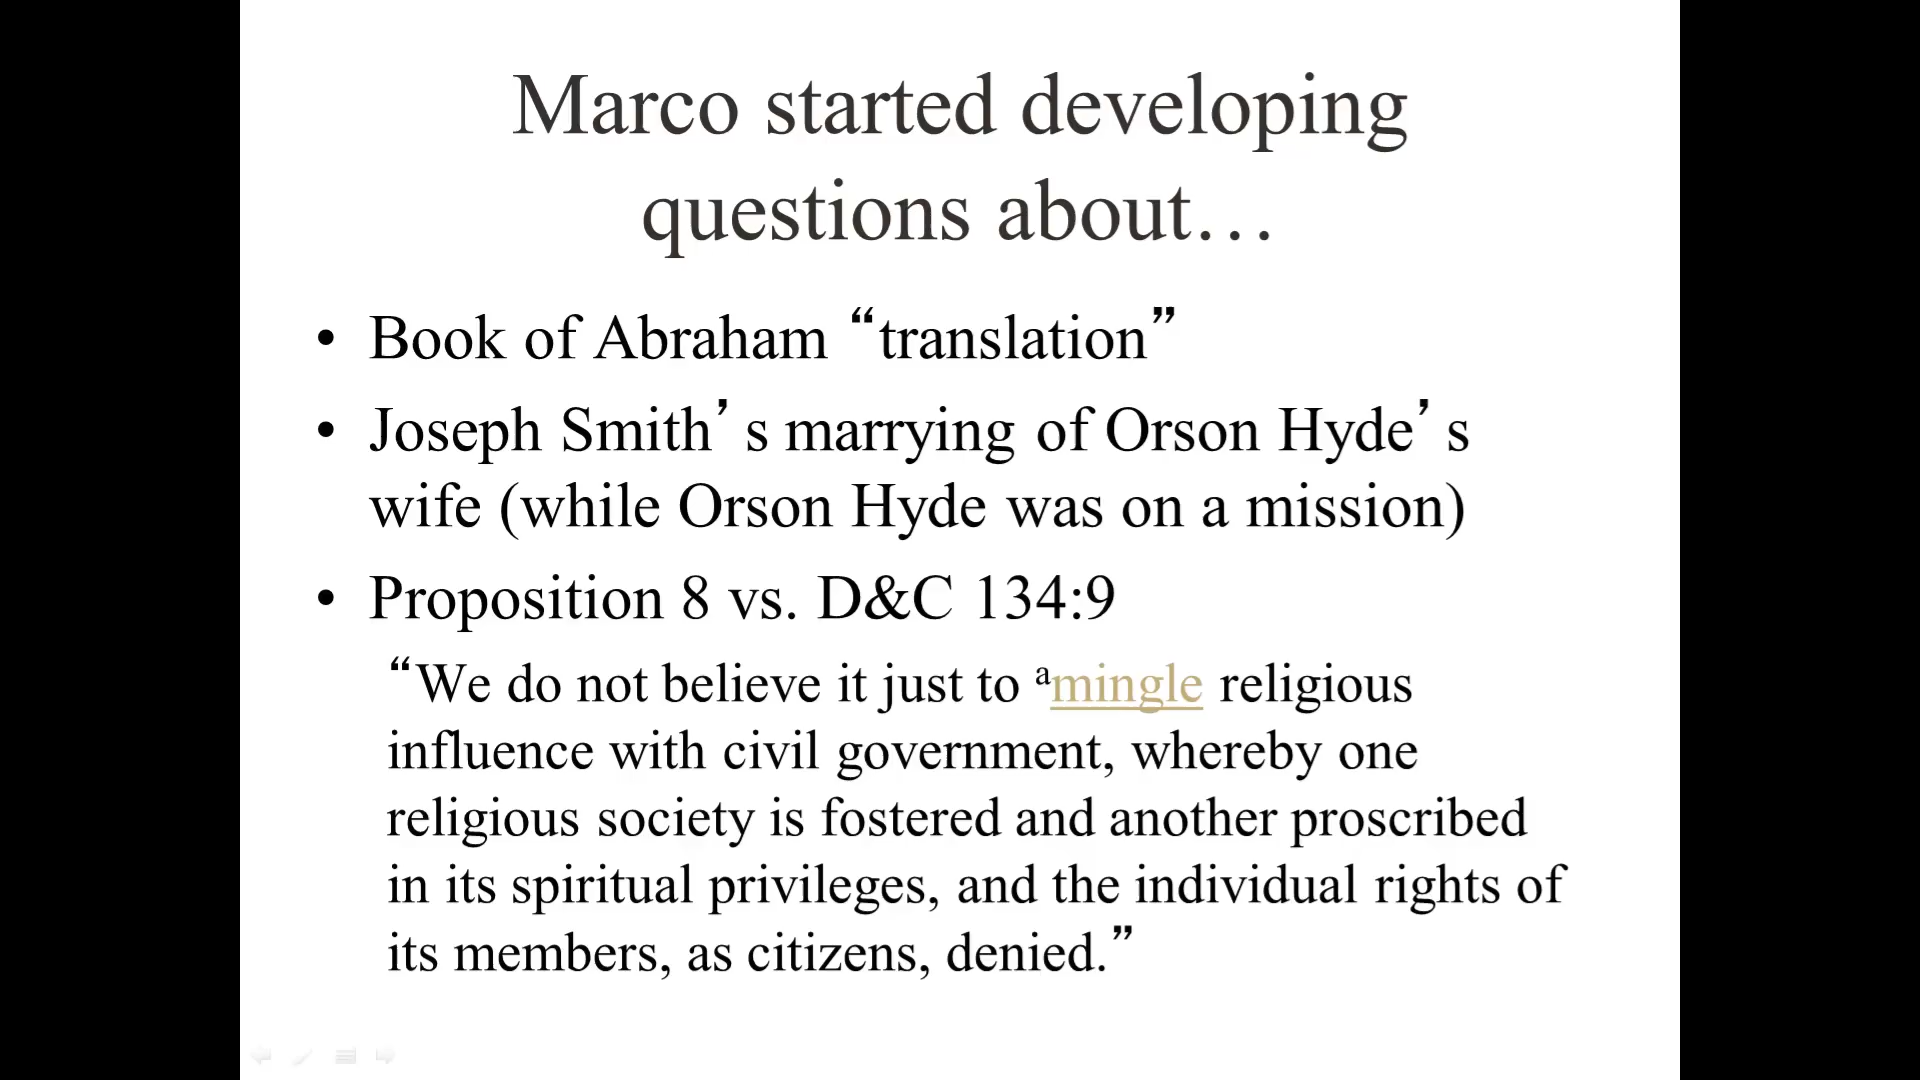 Marco started developing
questions about…
• Book of Abraham “translation”
• Joseph Smith’s marrying of Orson Hyde’s
wife (while Orson Hyde was on a mission)
• Proposition 8 vs. D&C 134:9
“We do not believe it just to ᵃmingle religious
influence with civil government, whereby one
religious society is fostered and another proscribed
in its spiritual privileges, and the individual rights of
its members, as citizens, denied.”